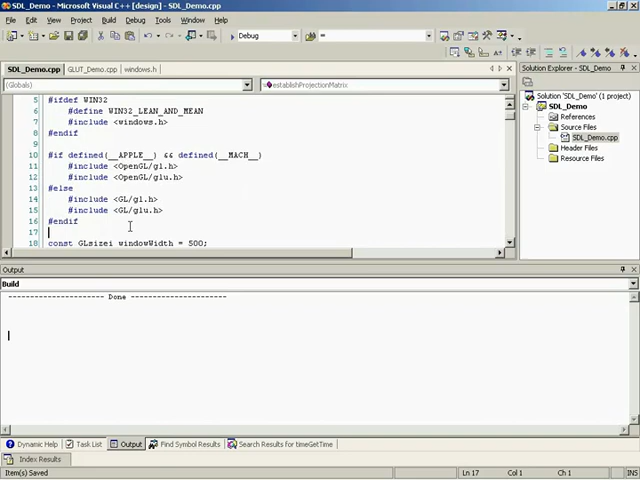 SDL_Demo - Microsoft Visual C++ [design] - SDL_Demo.cpp
File Edit View Project Build Debug Tools Window Help
Debug
SDL_Demo.cpp GLUT_Demo.cpp windows.h
(Globals) establishProjectionMatrix
5 #ifdef WIN32
6 #define WIN32_LEAN_AND_MEAN
7 #include <windows.h>
8 #endif
9
10 #if defined(__APPLE__) && defined(__MACH__)
11 #include <OpenGL/gl.h>
12 #include <OpenGL/glu.h>
13 #else
14 #include <GL/gl.h>
15 #include <GL/glu.h>
16 #endif
17
18 const GLsizei windowWidth = 500;
Solution Explorer - SDL_Demo
Solution 'SDL_Demo' (1 project)
SDL_Demo
References
Source Files
SDL_Demo.cpp
Header Files
Resource Files
Output
Build
---------------------- Done ----------------------
Dynamic Help Task List Output Find Symbol Results Search Results for timeGetTime
Index Results
Item(s) Saved Ln 17 Col 1 Ch 1 INS